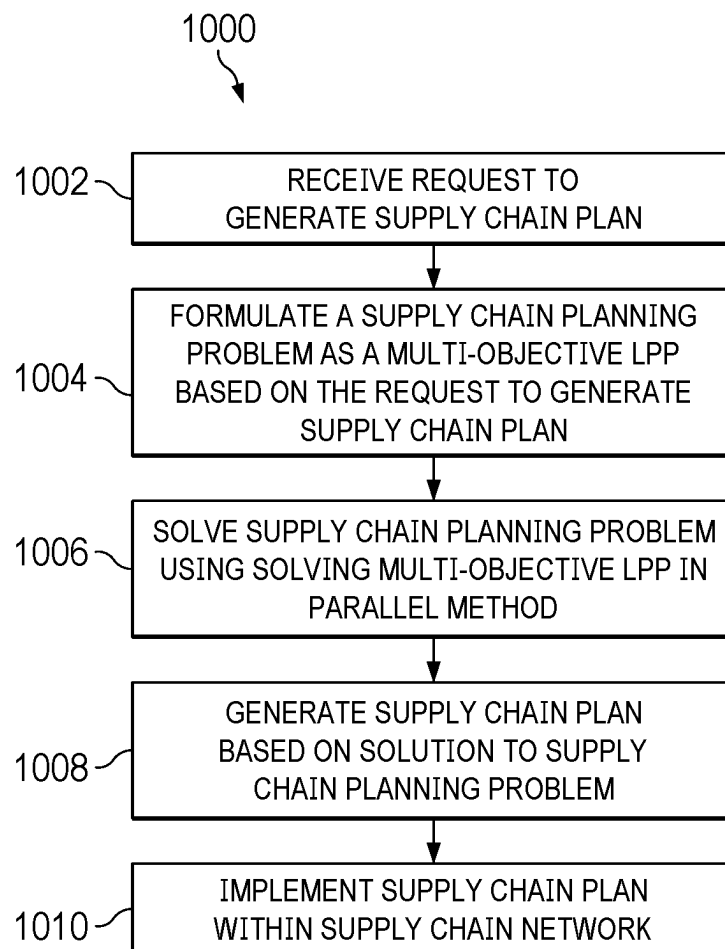 1000
1002
RECEIVE REQUEST TO
GENERATE SUPPLY CHAIN PLAN
1004
FORMULATE A SUPPLY CHAIN PLANNING
PROBLEM AS A MULTI-OBJECTIVE LPP
BASED ON THE REQUEST TO GENERATE
SUPPLY CHAIN PLAN
1006
SOLVE SUPPLY CHAIN PLANNING PROBLEM
USING SOLVING MULTI-OBJECTIVE LPP IN
PARALLEL METHOD
1008
GENERATE SUPPLY CHAIN PLAN
BASED ON SOLUTION TO SUPPLY
CHAIN PLANNING PROBLEM
1010
IMPLEMENT SUPPLY CHAIN PLAN
WITHIN SUPPLY CHAIN NETWORK